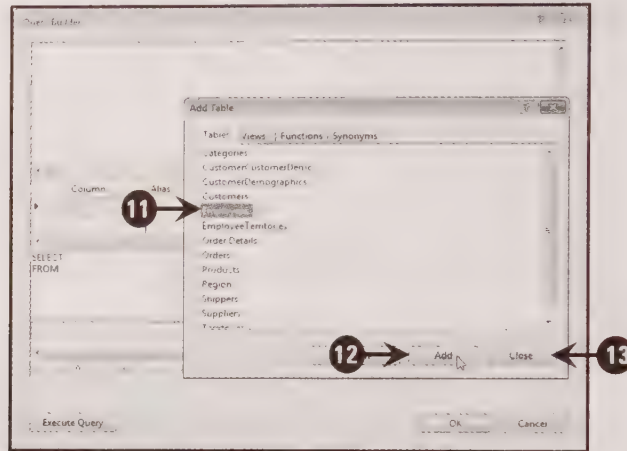 Query Builder
Add Table
Tables Views Functions Synonyms
Categories
CustomerCustomerDemo
CustomerDemographics
Customers
Column Alias
11
EmployeeTerritories
Order Details
SELECT
Orders
FROM
Products
Region
Shippers
Suppliers
12 Add Close 13
Execute Query OK Cancel